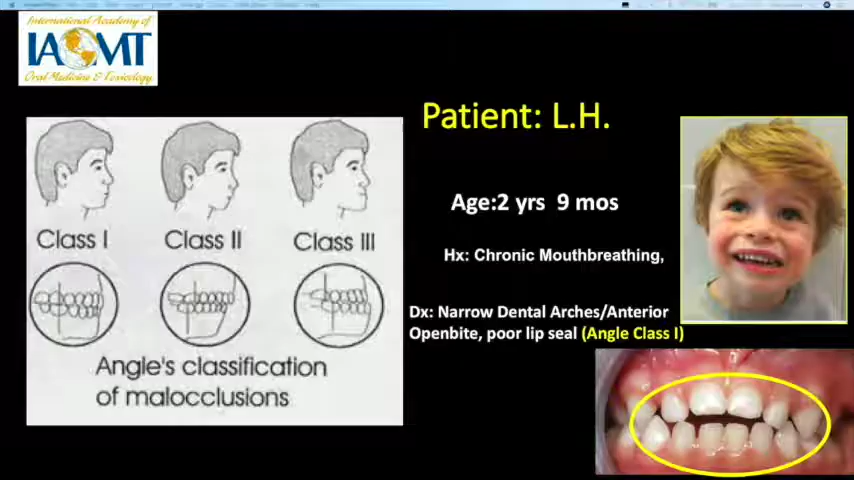 International Academy of
IAOMT
Oral Medicine & Toxicology
Patient: L.H.
Age:2 yrs 9 mos
Hx: Chronic Mouthbreathing,
Dx: Narrow Dental Arches/Anterior
Openbite, poor lip seal (Angle Class I)
Class I
Class II
Class III
Angle's classification
of malocclusions